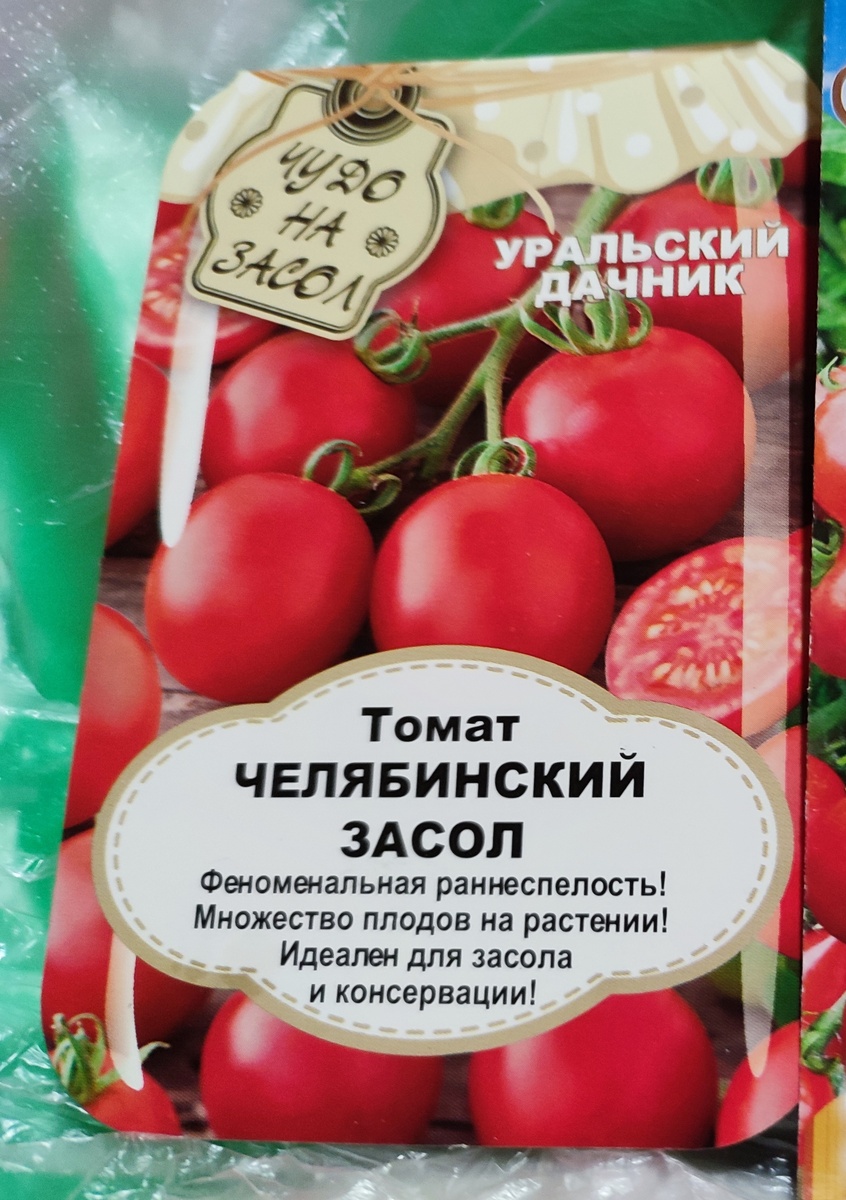 ЧУДО
НА
ЗАСОЛ
УРАЛЬСКИЙ
ДАЧНИК
Томат
ЧЕЛЯБИНСКИЙ
ЗАСОЛ
Феноменальная раннеспелость!
Множество плодов на растении!
Идеален для засола
и консервации!